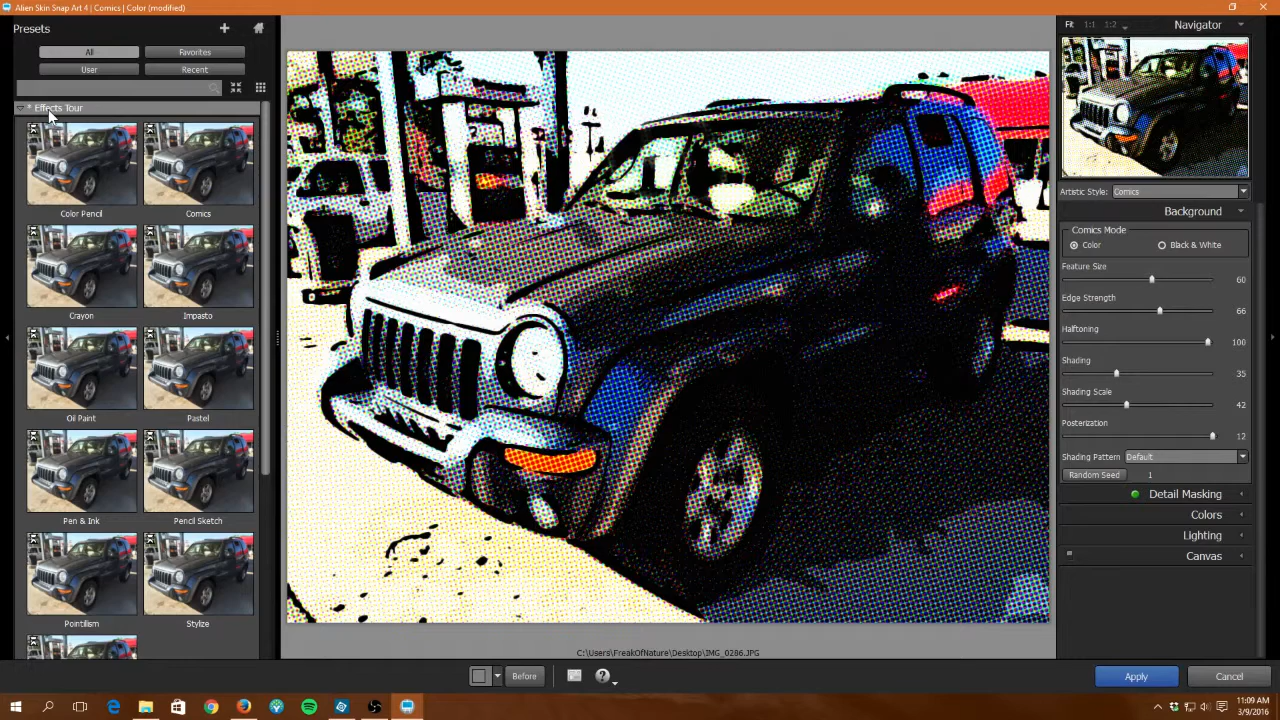 Alien Skin Snap Art 4 | Comics | Color (modified)
Presets
All
Favorites
User
Recent
* Effects Tour
Color Pencil
Comics
Crayon
Impasto
Oil Paint
Pastel
Pen & Ink
Pencil Sketch
Pointilism
Stylize
C:\Users\FreakOfNature\Desktop\IMG_0286.JPG
Before
Fit
1:1
1:2
Navigator
Artistic Style: Comics
Background
Comics Mode
Color
Black & White
Feature Size
60
Edge Strength
66
Halftoning
100
Shading
35
Shading Scale
42
Posterization
12
Shading Pattern Default
Random Seed 1
Detail Masking
Colors
Lighting
Canvas
Apply
Cancel
11:09 AM
3/9/2016